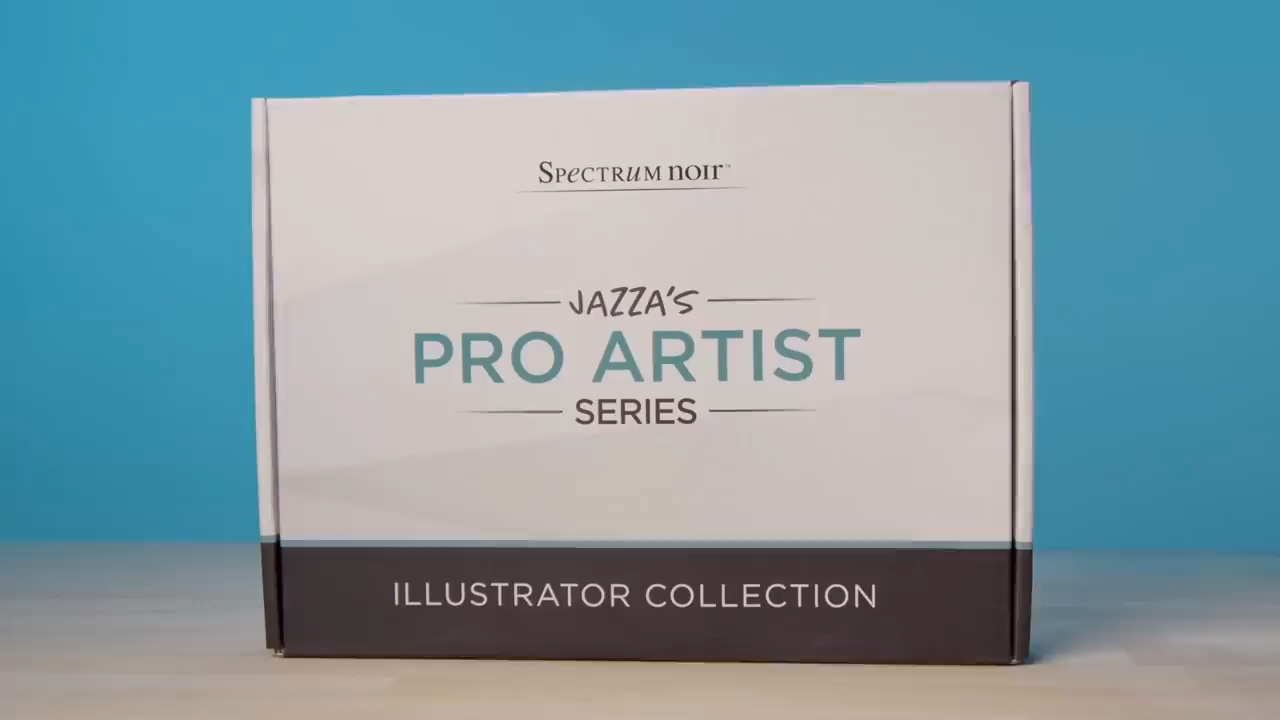 SPECTRUM NOIR™
JAZZA'S
PRO ARTIST
SERIES
ILLUSTRATOR COLLECTION